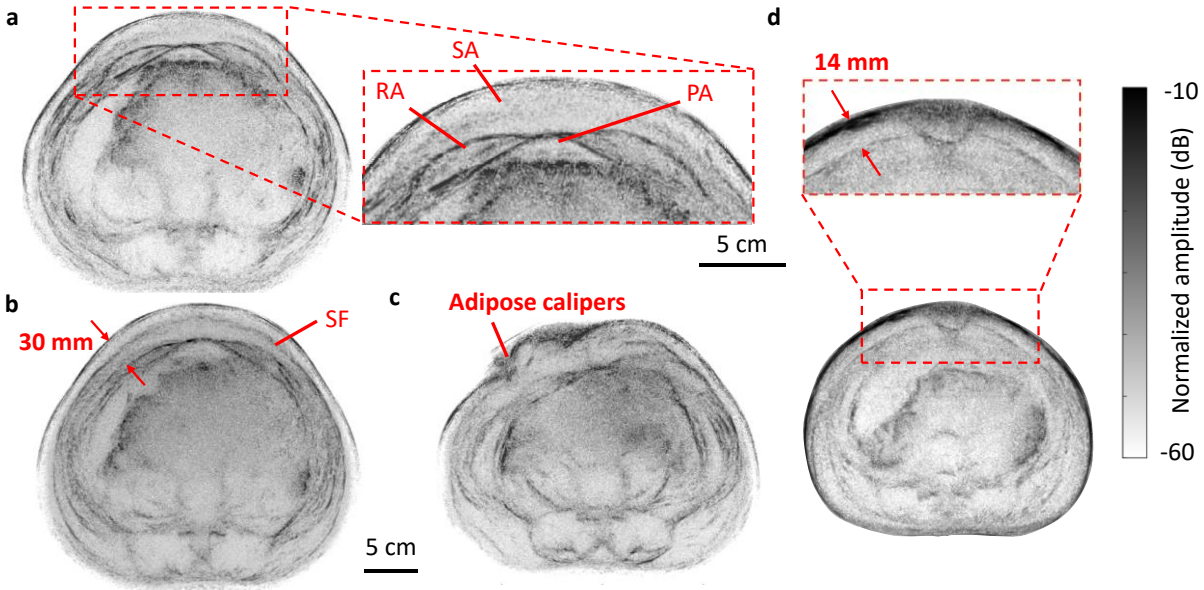 a
SA
RA
PA
5 cm
d
14 mm
-10
Normalized amplitude (dB)
-60
b
30 mm
SF
5 cm
c
Adipose calipers